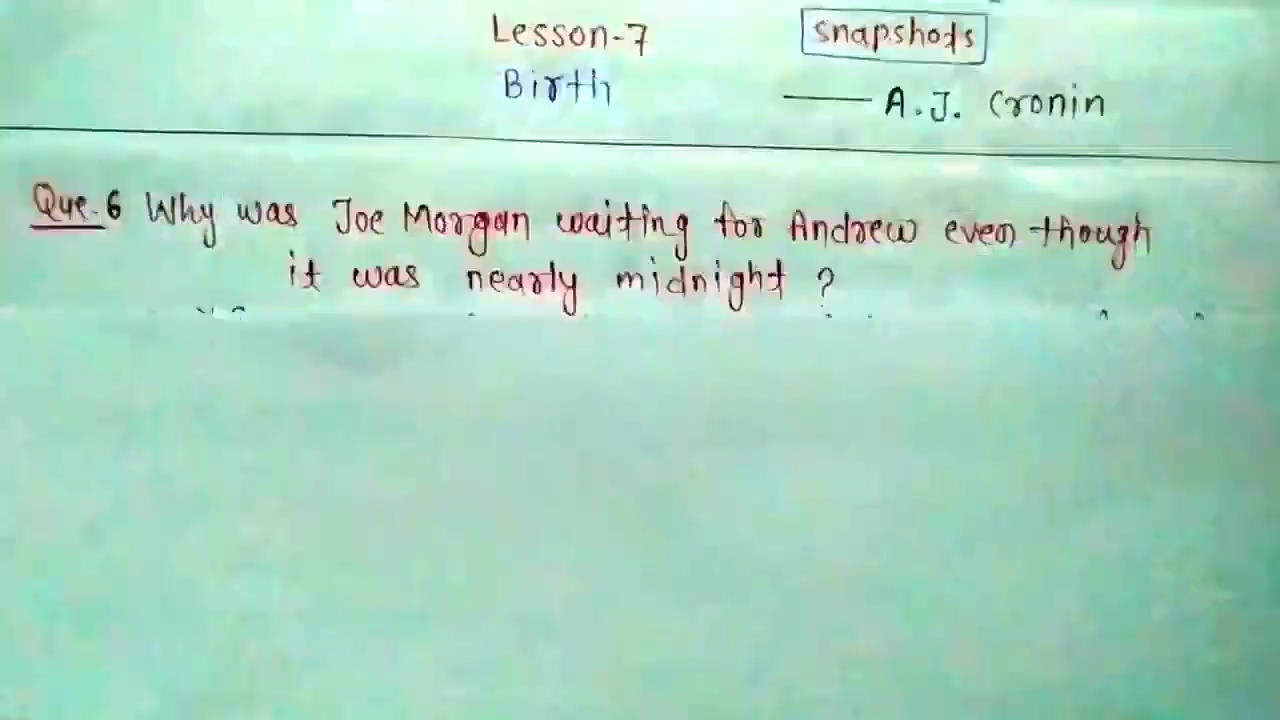 Lesson-7
snapshots
Birth
— A.J. Cronin
Que.6 Why was Joe Morgan waiting for Andrew even though
it was nearly midnight ?